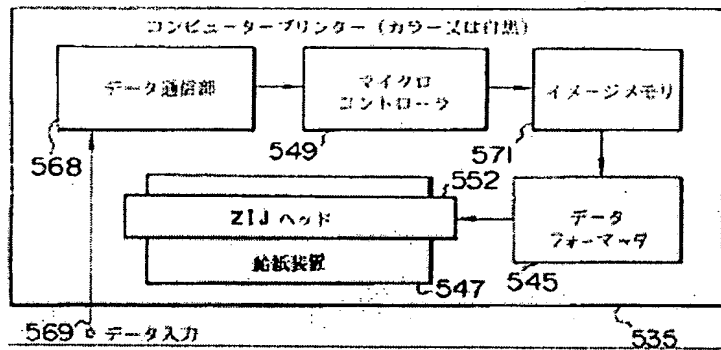 コンピュータープリンター(カラー又は白黒)
データ通信部
マイクロ
コントローラ
イメージメモリ
568
549
571
552
ZIJ ヘッド
データ
フォーマッタ
給紙装置
547
545
569 データ入力
535